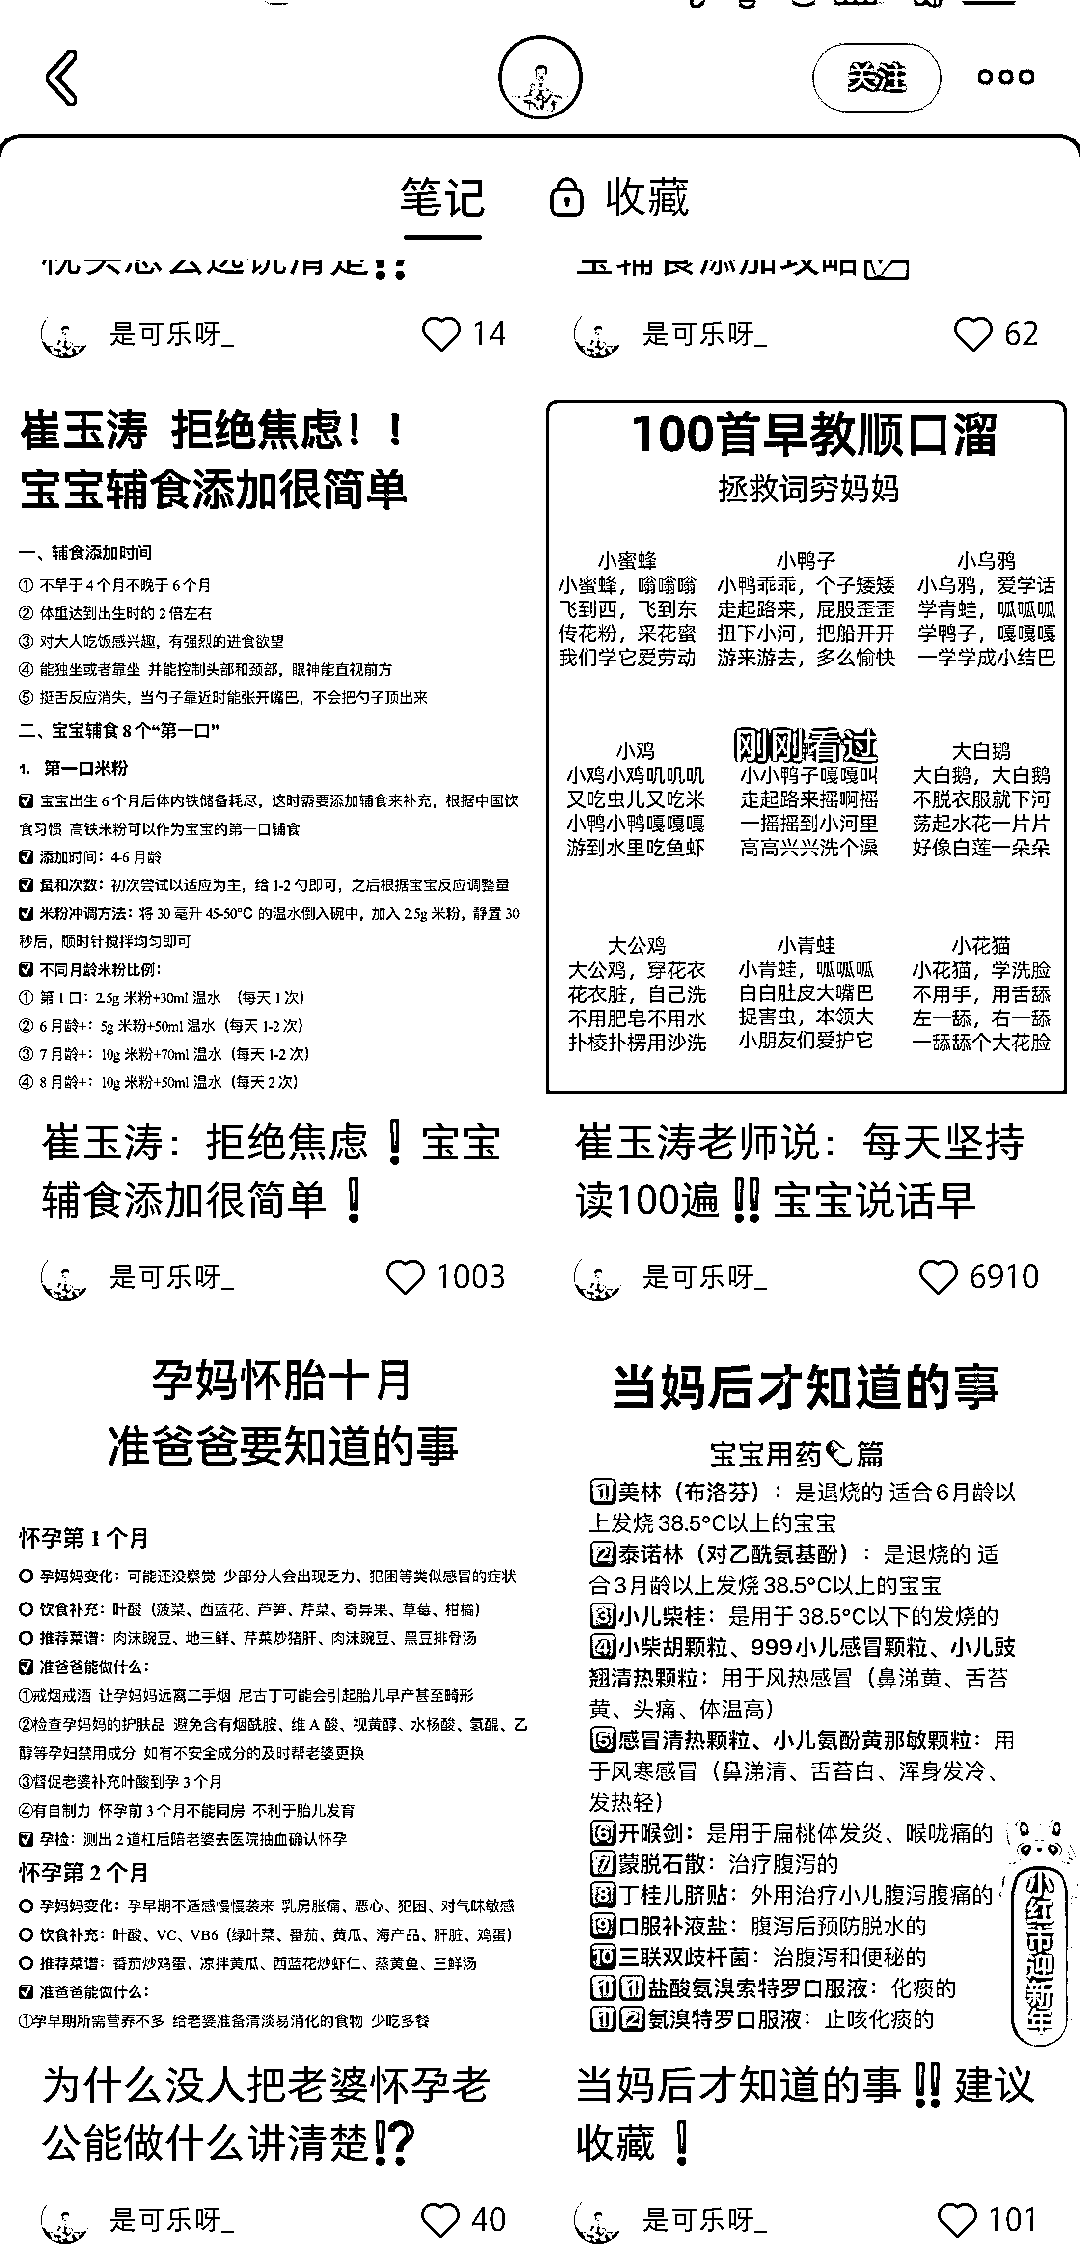 关注
笔记
收藏
优头怎么选说清楚‼
宝辅食添加攻略
是可乐呀_
14
是可乐呀_
62
崔玉涛 拒绝焦虑！！
宝宝辅食添加很简单
一、辅食添加时间
① 不早于 4 个月不晚于 6 个月
② 体重达到出生时的 2 倍左右
③ 对大人吃饭感兴趣，有强烈的进食欲望
④ 能独坐或者靠坐 并能控制头部和颈部，眼神能直视前方
⑤ 挺舌反应消失，当勺子靠近时能张开嘴巴，不会把勺子顶出来
二、宝宝辅食 8 个“第一口”
1. 第一口米粉
☑ 宝宝出生 6 个月后体内铁储备耗尽，这时需要添加辅食来补充，根据中国饮
食习惯 高铁米粉可以作为宝宝的第一口辅食
☑ 添加时间：4-6 月龄
☑ 量和次数：初次尝试以适应为主，给 1-2 勺即可，之后根据宝宝反应调整量
☑ 米粉冲调方法：将 30 毫升 45-50°C 的温水倒入碗中，加入 2.5g 米粉，静置 30
秒后，顺时针搅拌均匀即可
☑ 不同月龄米粉比例：
① 第 1 口：2.5g 米粉+30ml 温水 （每天 1 次）
② 6 月龄+：5g 米粉+50ml 温水（每天 1-2 次）
③ 7 月龄+：10g 米粉+70ml 温水（每天 1-2 次）
④ 8 月龄+：10g 米粉+50ml 温水（每天 2 次）
崔玉涛：拒绝焦虑❗宝宝
辅食添加很简单❗
是可乐呀_
1003
100首早教顺口溜
拯救词穷妈妈
小蜜蜂
小蜜蜂，嗡嗡嗡
飞到西，飞到东
传花粉，采花蜜
我们学它爱劳动
小鸭子
小鸭乖乖，个子矮矮
走起路来，屁股歪歪
扭下小河，把船开开
游来游去，多么愉快
小乌鸦
小乌鸦，爱学话
学青蛙，呱呱呱
学鸭子，嘎嘎嘎
一学学成小结巴
小鸡
小鸡小鸡叽叽叽
又吃虫儿又吃米
小鸭小鸭嘎嘎嘎
游到水里吃鱼虾
刚刚看过
小小鸭子嘎嘎叫
走起路来摇啊摇
一摇摇到小河里
高高兴兴洗个澡
大白鹅
大白鹅，大白鹅
不脱衣服就下河
荡起水花一片片
好像白莲一朵朵
大公鸡
大公鸡，穿花衣
花衣脏，自己洗
不用肥皂不用水
扑棱扑楞用沙洗
小青蛙
小青蛙，呱呱呱
白白肚皮大嘴巴
捉害虫，本领大
小朋友们爱护它
小花猫
小花猫，学洗脸
不用手，用舌舔
左一舔，右一舔
一舔舔个大花脸
崔玉涛老师说：每天坚持
读100遍‼宝宝说话早
是可乐呀_
6910
孕妈怀胎十月
准爸爸要知道的事
怀孕第 1 个月
孕妈妈变化：可能还没察觉 少部分人会出现乏力、犯困等类似感冒的症状
饮食补充：叶酸（菠菜、西蓝花、芦笋、芹菜、奇异果、草莓、柑橘）
推荐菜谱：肉沫豌豆、地三鲜、芹菜炒猪肝、肉沫豌豆、黑豆排骨汤
☑ 准爸爸能做什么：
①戒烟戒酒 让孕妈妈远离二手烟 尼古丁可能会引起胎儿早产甚至畸形
②检查孕妈妈的护肤品 避免含有烟酰胺、维 A 酸、视黄醇、水杨酸、氢醌、乙
醇等孕妇禁用成分 如有不安全成分的及时帮老婆更换
③督促老婆补充叶酸到孕 3 个月
④有自制力 怀孕前 3 个月不能同房 不利于胎儿发育
☑ 孕检：测出 2 道杠后陪老婆去医院抽血确认怀孕
怀孕第 2 个月
孕妈妈变化：孕早期不适感慢慢袭来 乳房胀痛、恶心、犯困、对气味敏感
饮食补充：叶酸、VC、VB6（绿叶菜、番茄、黄瓜、海产品、肝脏、鸡蛋）
推荐菜谱：番茄炒鸡蛋、凉拌黄瓜、西蓝花炒虾仁、蒸黄鱼、三鲜汤
☑ 准爸爸能做什么：
①孕早期所需营养不多 给老婆准备清淡易消化的食物 少吃多餐
为什么没人把老婆怀孕老
公能做什么讲清楚⁉
是可乐呀_
40
当妈后才知道的事
宝宝用药💊篇
1️⃣美林（布洛芬）：是退烧的 适合6月龄以
上发烧38.5°C以上的宝宝
2️⃣泰诺林（对乙酰氨基酚）：是退烧的 适
合3月龄以上发烧38.5°C以上的宝宝
3️⃣小儿柴桂：是用于38.5°C以下的发烧的
4️⃣小柴胡颗粒、999小儿感冒颗粒、小儿豉
翘清热颗粒：用于风热感冒（鼻涕黄、舌苔
黄、头痛、体温高）
5️⃣感冒清热颗粒、小儿氨酚黄那敏颗粒：用
于风寒感冒（鼻涕清、舌苔白、浑身发冷、
发热轻）
6️⃣开喉剑：是用于扁桃体发炎、喉咙痛的
7️⃣蒙脱石散：治疗腹泻的
8️⃣丁桂儿脐贴：外用治疗小儿腹泻腹痛的
9️⃣口服补液盐：腹泻后预防脱水的
🔟三联双歧杆菌：治腹泻和便秘的
1️⃣1️⃣盐酸氨溴索特罗口服液：化痰的
1️⃣2️⃣氨溴特罗口服液：止咳化痰的
小红书迎新年
当妈后才知道的事‼建议
收藏❗
是可乐呀_
101